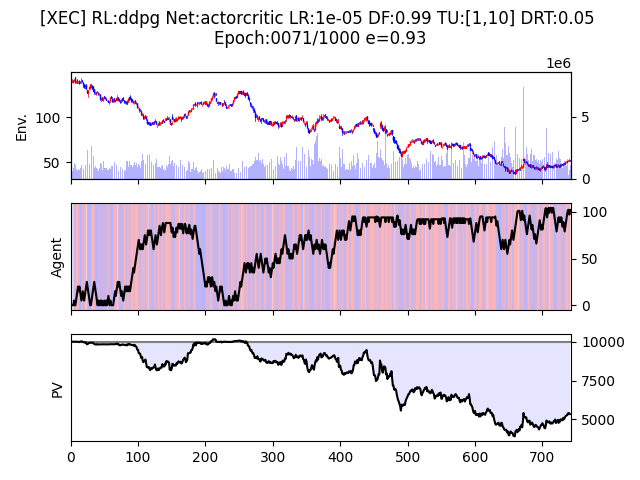 [XEC] RL:ddpg Net:actorcritic LR:1e-05 DF:0.99 TU:[1,10] DRT:0.05
Epoch:0071/1000 e=0.93
1e6
Env.
100
50
5
0
Agent
100
50
0
PV
10000
7500
5000
0 100 200 300 400 500 600 700